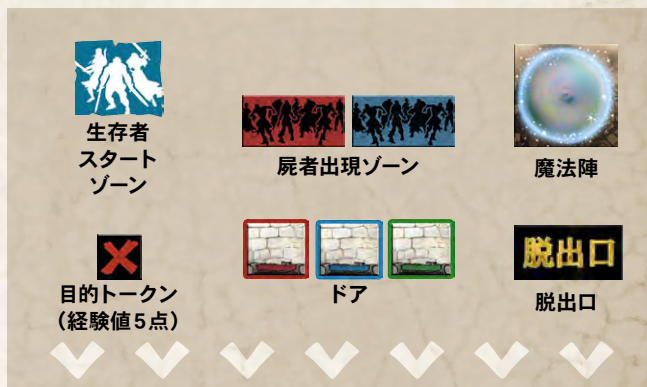 生存者
スタート
ゾーン
屍者出現ゾーン
魔法陣
目的トークン
(経験値5点)
ドア
脱出口
脱出口